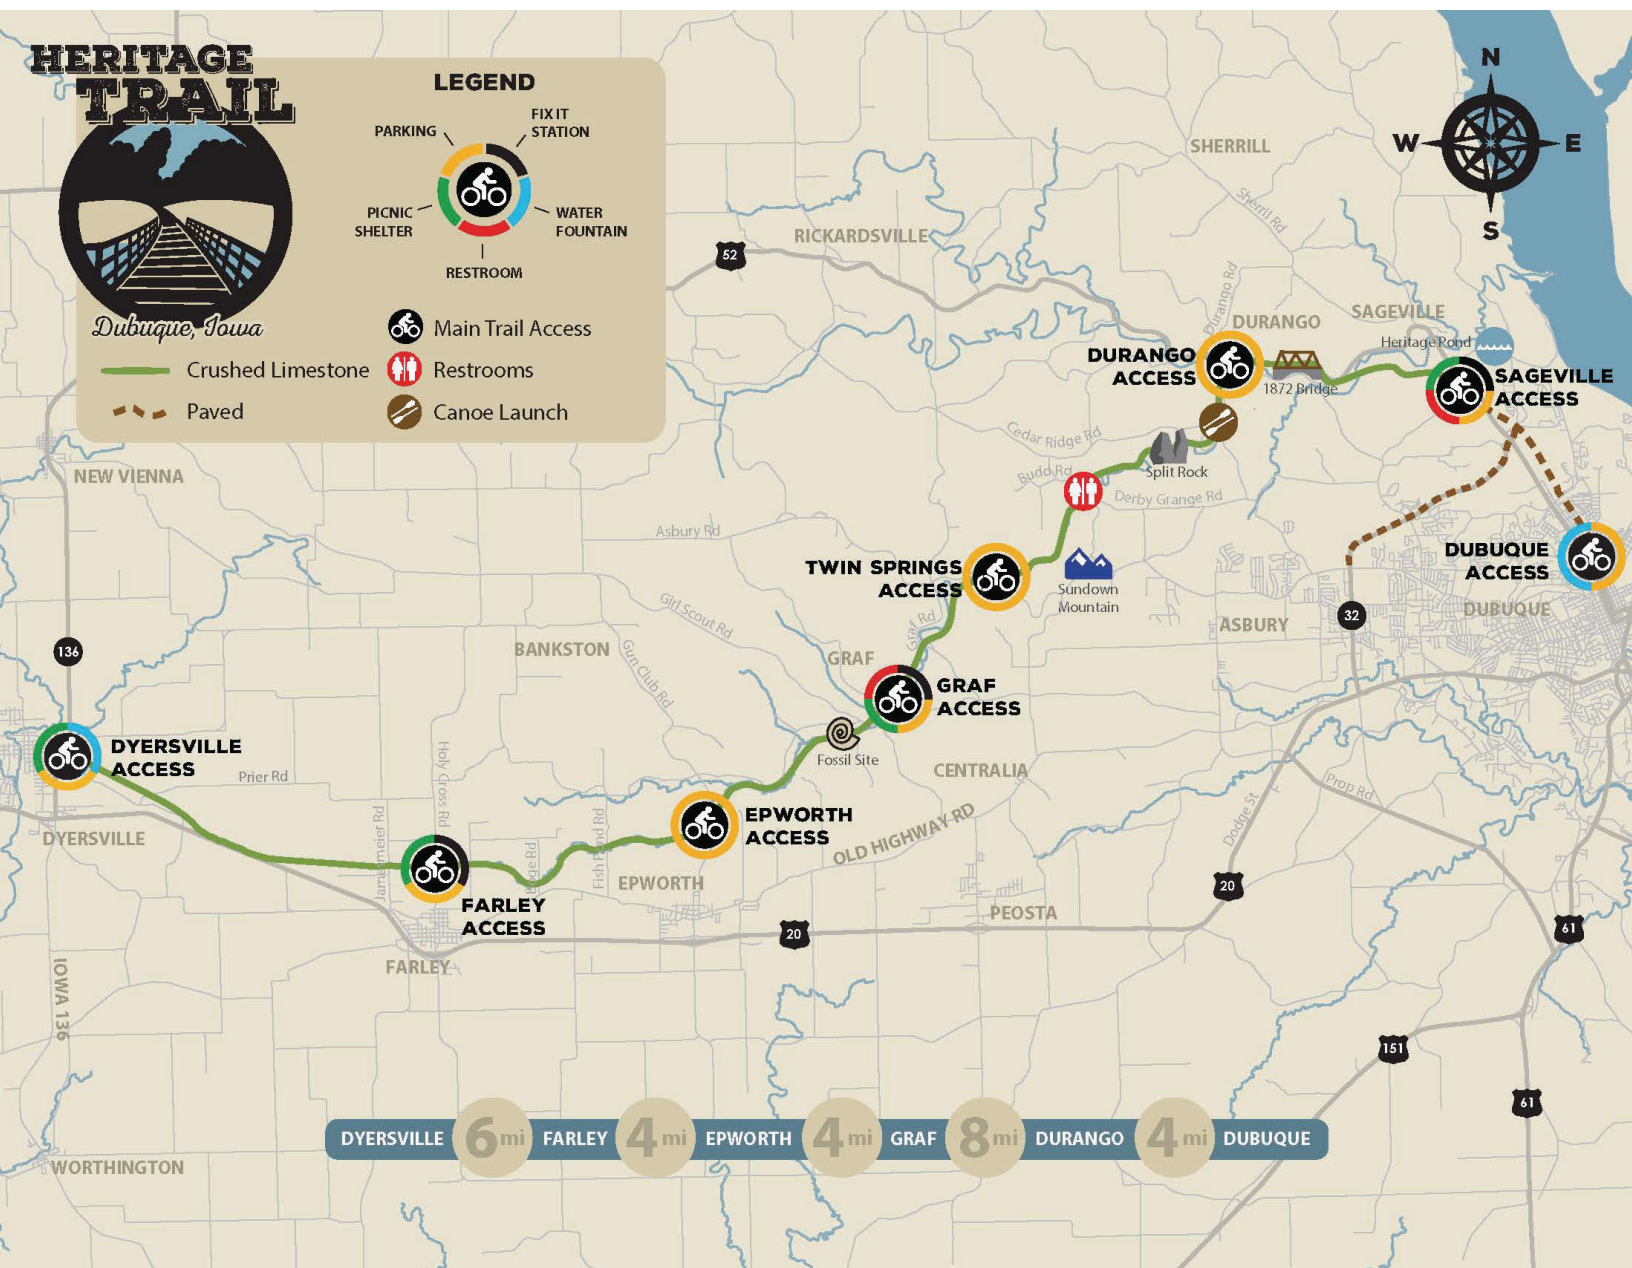 HERITAGE
TRAIL
Dubuque, Iowa
LEGEND
PARKING
FIX IT
STATION
PICNIC
SHELTER
WATER
FOUNTAIN
RESTROOM
Main Trail Access
Crushed Limestone
Restrooms
Paved
Canoe Launch
N
W
E
S
SHERRILL
Sherril Rd
RICKARDSVILLE
52
Durango Rd
DURANGO
SAGEVILLE
Heritage Pond
DURANGO
ACCESS
1872 Bridge
SAGEVILLE
ACCESS
Cedar Ridge Rd
Budd Rd
Split Rock
Derby Grange Rd
NEW VIENNA
Asbury Rd
TWIN SPRINGS
ACCESS
Sundown
Mountain
DUBUQUE
ACCESS
DUBUQUE
ASBURY
32
Girl Scout Rd
Graf Rd
BANKSTON
Gun Club Rd
GRAF
136
GRAF
ACCESS
DYERSVILLE
ACCESS
Prier Rd
Holy Cross Rd
Fossil Site
CENTRALIA
Prop Rd
Dodge St
DYERSVILLE
Jamesmeier Rd
Fish Pond Rd
EPWORTH
ACCESS
OLD HIGHWAY RD
EPWORTH
FARLEY
ACCESS
20
PEOSTA
20
61
FARLEY
IOWA 136
151
61
DYERSVILLE 6mi FARLEY 4mi EPWORTH 4mi GRAF 8mi DURANGO 4mi DUBUQUE
WORTHINGTON